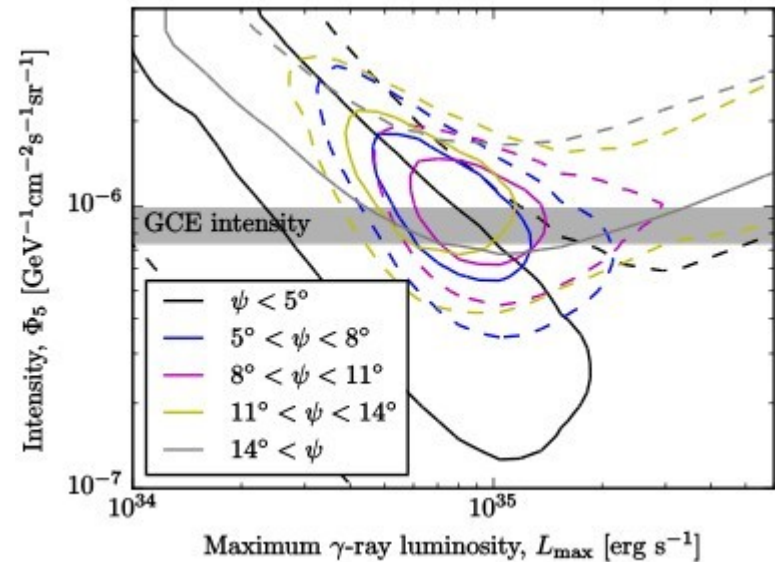 Intensity, Φ₅ [GeV⁻¹cm⁻²s⁻¹sr⁻¹]
10⁻⁶
10⁻⁷
GCE intensity
ψ < 5°
5° < ψ < 8°
8° < ψ < 11°
11° < ψ < 14°
14° < ψ
10³⁴
10³⁵
Maximum γ-ray luminosity, L_max [erg s⁻¹]